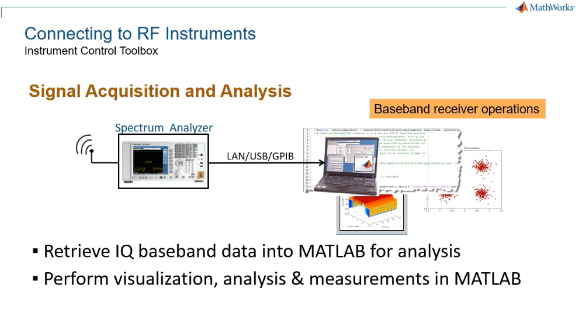 MathWorks
Connecting to RF Instruments
Instrument Control Toolbox
Signal Acquisition and Analysis
Baseband receiver operations
Spectrum Analyzer
LAN/USB/GPIB
▪ Retrieve IQ baseband data into MATLAB for analysis
▪ Perform visualization, analysis & measurements in MATLAB